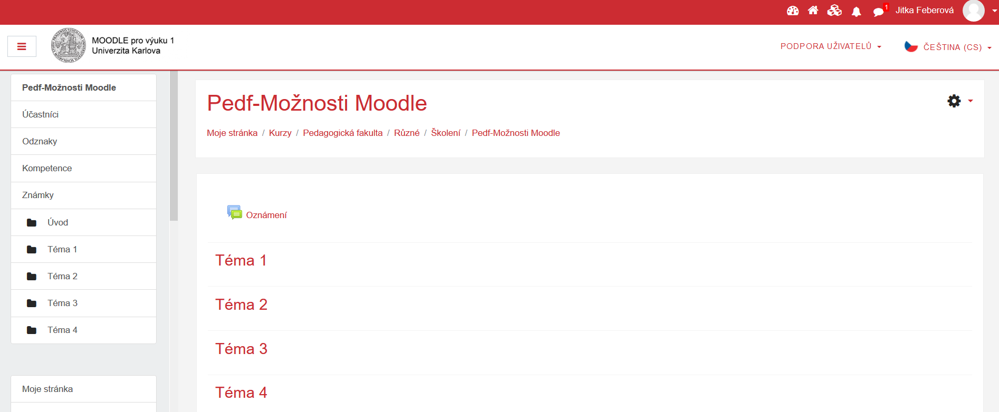 1
Jitka Feberová
MOODLE pro výuku 1
Univerzita Karlova
PODPORA UŽIVATELŮ
ČEŠTINA (CS)
Pedf-Možnosti Moodle
Účastníci
Odznaky
Kompetence
Známky
Úvod
Téma 1
Téma 2
Téma 3
Téma 4
Moje stránka
Pedf-Možnosti Moodle
Moje stránka / Kurzy / Pedagogická fakulta / Různé / Školení / Pedf-Možnosti Moodle
Oznámení
Téma 1
Téma 2
Téma 3
Téma 4